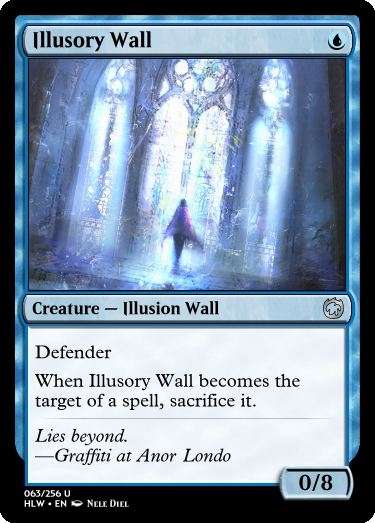 Illusory Wall
Creature — Illusion Wall
Defender
When Illusory Wall becomes the
target of a spell, sacrifice it.
Lies beyond.
—Graffiti at Anor Londo
0/8
063/256 U
HLW • EN Nele Diel